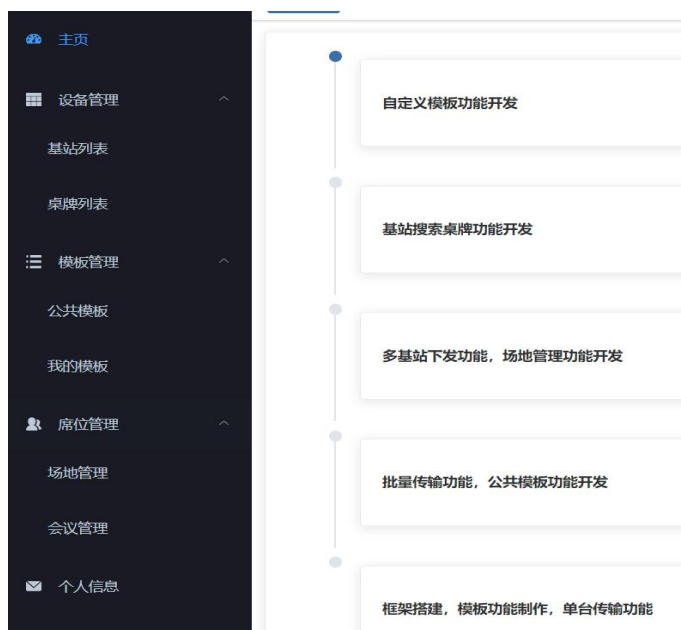 主页
设备管理
基站列表
桌牌列表
模板管理
公共模板
我的模板
席位管理
场地管理
会议管理
个人信息
自定义模板功能开发
基站搜索桌牌功能开发
多基站下发功能，场地管理功能开发
批量传输功能，公共模板功能开发
框架搭建，模板功能制作，单台传输功能